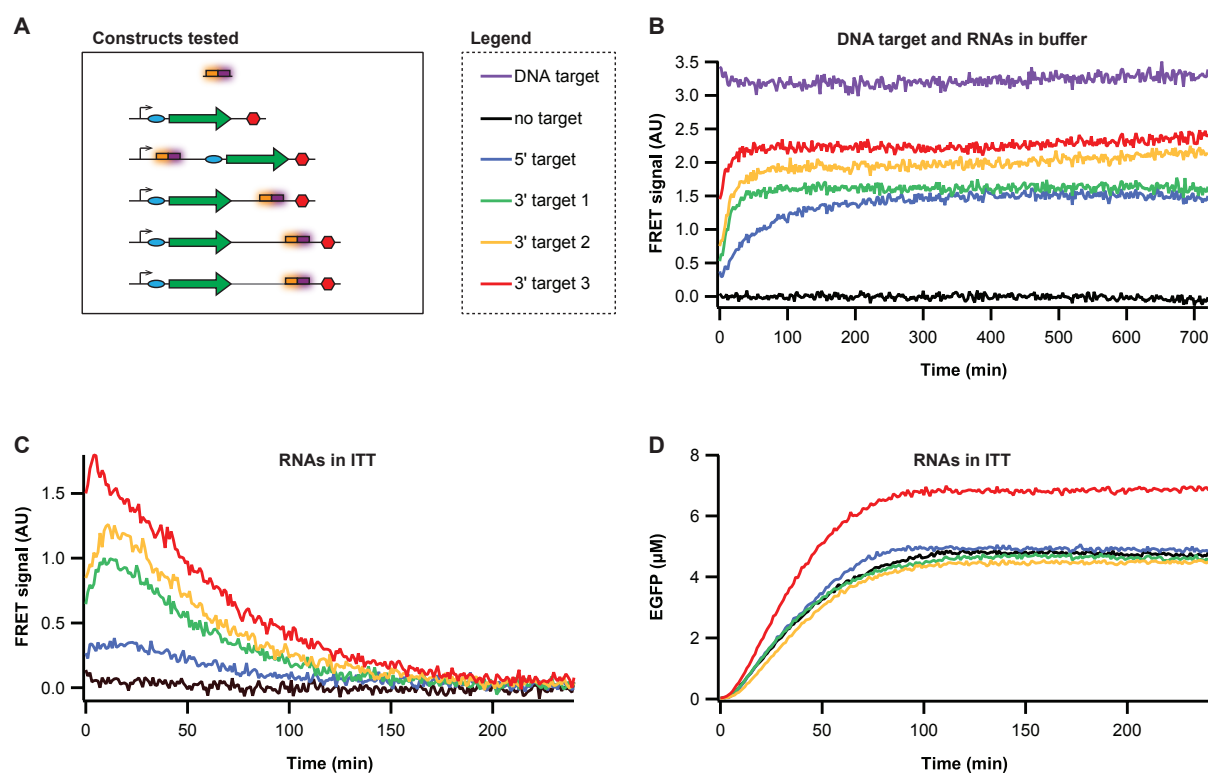 A
Constructs tested
Legend
DNA target
no target
5' target
3' target 1
3' target 2
3' target 3
B
DNA target and RNAs in buffer
FRET signal (AU)
3.5
3.0
2.5
2.0
1.5
1.0
0.5
0.0
0 100 200 300 400 500 600 700
Time (min)
C
RNAs in ITT
FRET signal (AU)
1.5
1.0
0.5
0.0
0 50 100 150 200
Time (min)
D
RNAs in ITT
EGFP (µM)
8
6
4
2
0
0 50 100 150 200
Time (min)